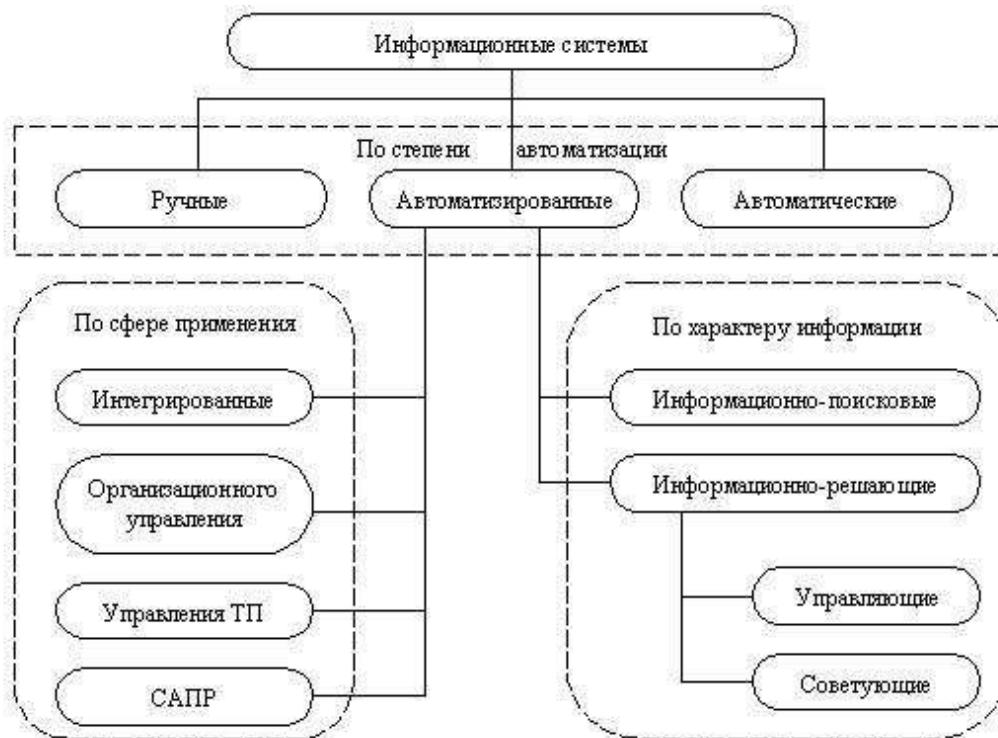 Информационные системы
По степени автоматизации
Ручные
Автоматизированные
Автоматические
По сфере применения
Интегрированные
Организационного
управления
Управления ТП
САПР
По характеру информации
Информационно-поисковые
Информационно-решающие
Управляющие
Советующие